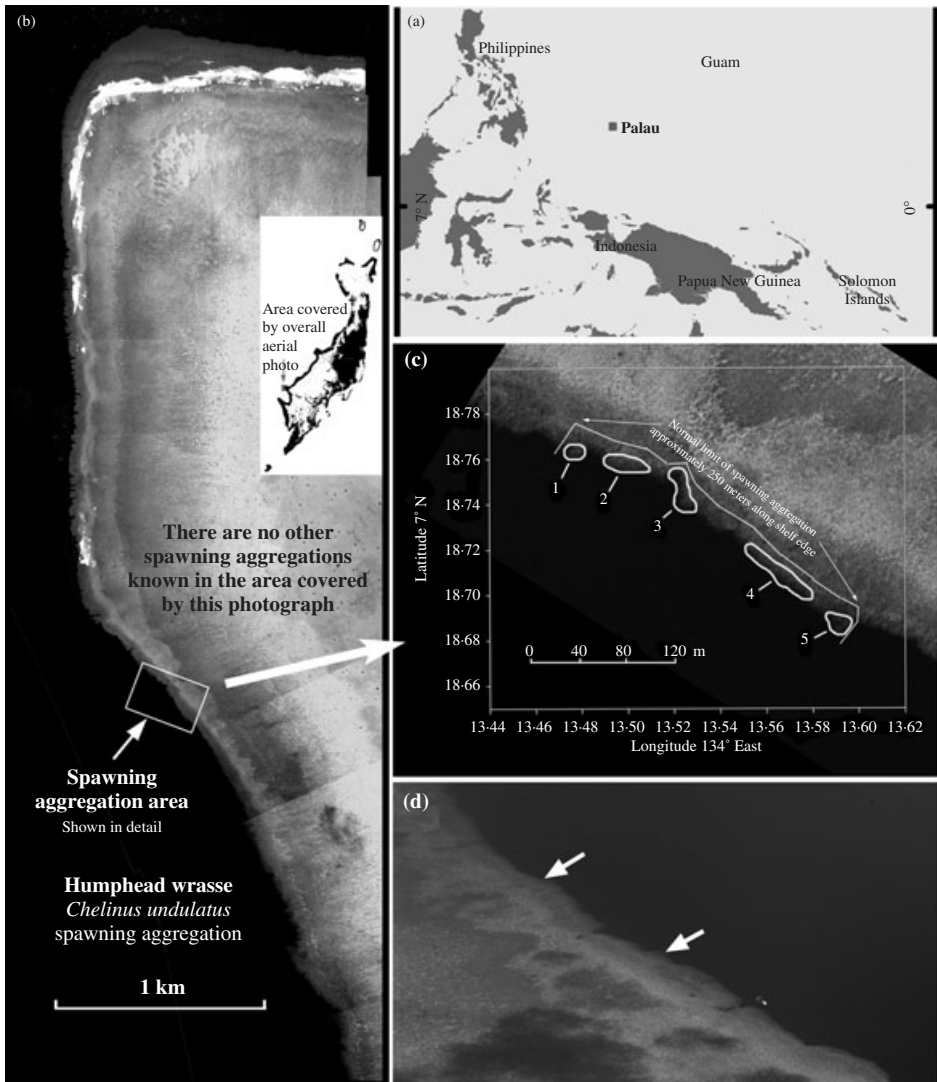 (b)
Area covered
by overall
aerial
photo
There are no other
spawning aggregations
known in the area covered
by this photograph
Spawning
aggregation area
Shown in detail
Humphead wrasse
Chelinus undulatus
spawning aggregation
1 km
(a)
Philippines
Guam
Palau
7° N
0°
Indonesia
Papua New Guinea
Solomon
Islands
(c)
Latitude 7° N
18·78
18·76
18·74
18·72
18·70
18·68
18·66
Normal limit of spawning aggregation
approximately 250 meters along shelf edge
1
2
3
4
5
0 40 80 120 m
13·44 13·46 13·48 13·50 13·52 13·54 13·56 13·58 13·60 13·62
Longitude 134° East
(d)